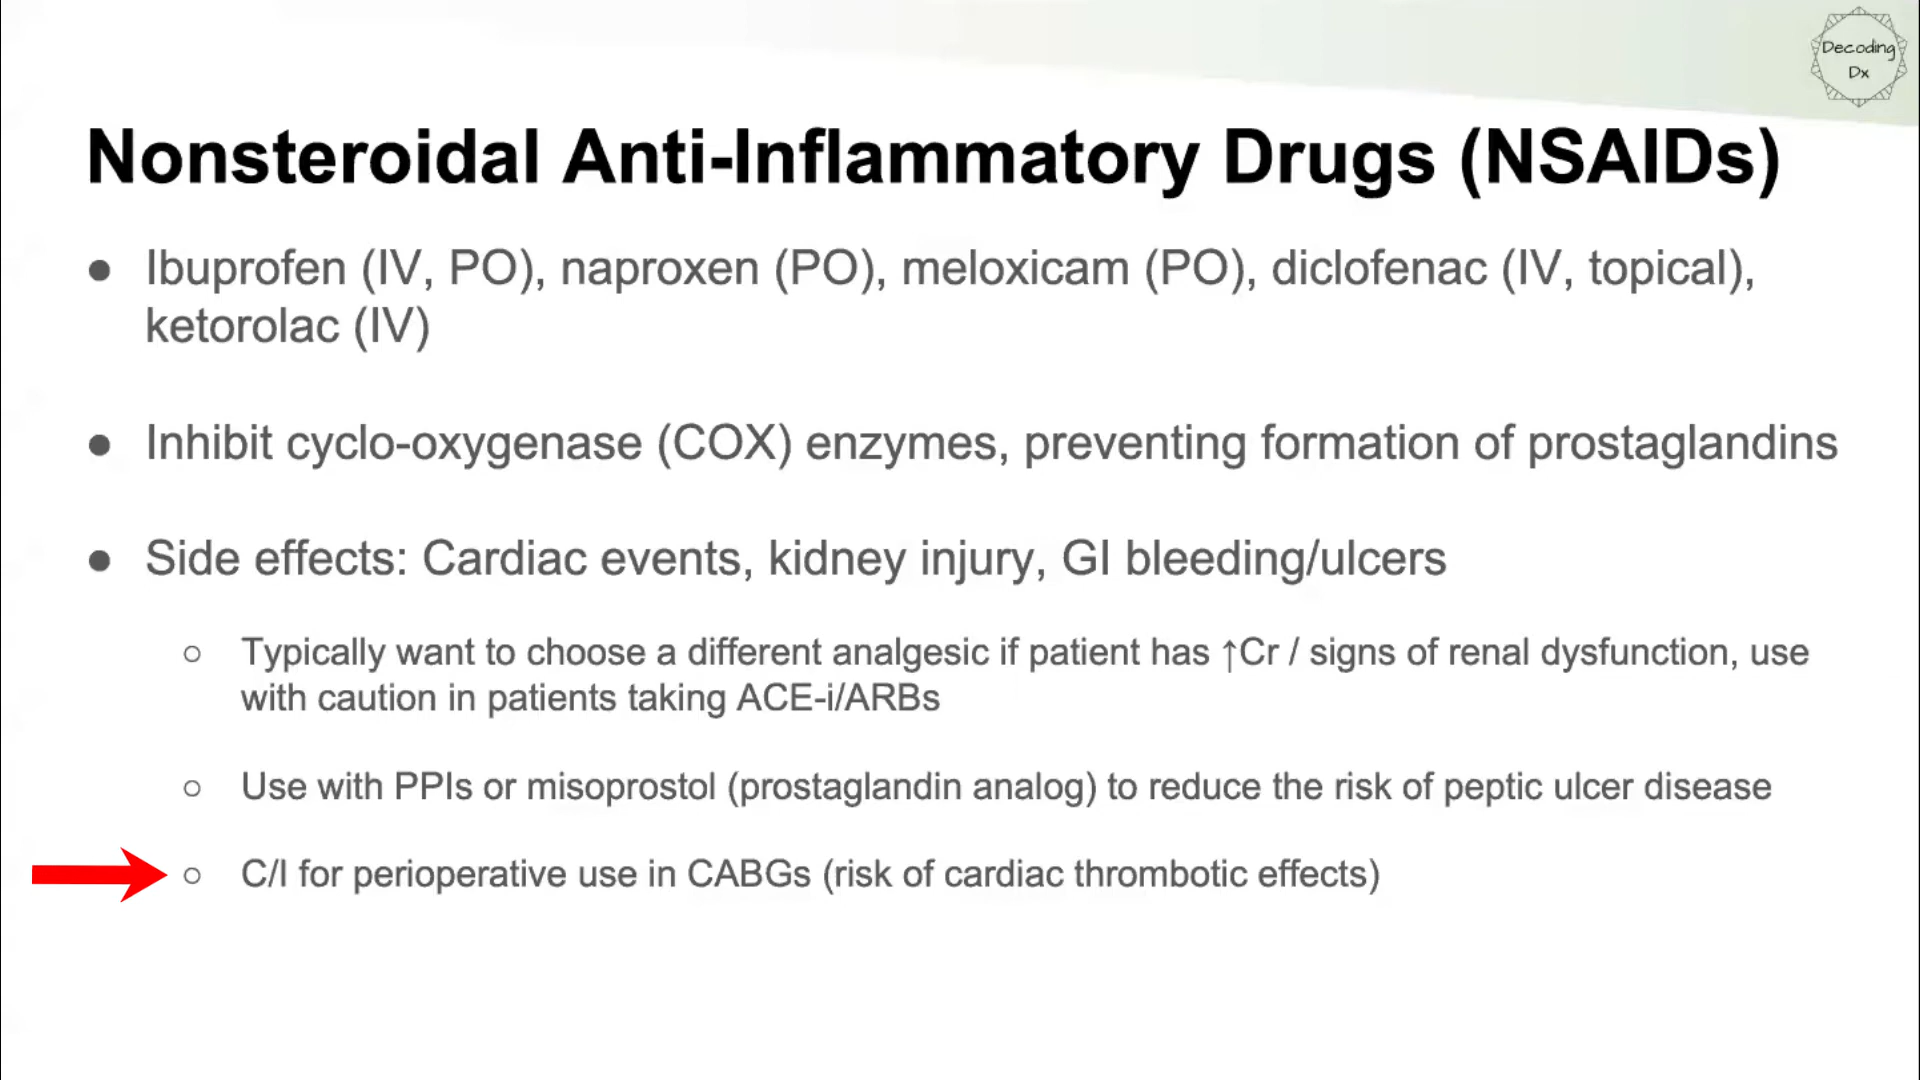 Decoding
Dx
Nonsteroidal Anti-Inflammatory Drugs (NSAIDs)
● Ibuprofen (IV, PO), naproxen (PO), meloxicam (PO), diclofenac (IV, topical),
ketorolac (IV)
● Inhibit cyclo-oxygenase (COX) enzymes, preventing formation of prostaglandins
● Side effects: Cardiac events, kidney injury, GI bleeding/ulcers
○ Typically want to choose a different analgesic if patient has ↑Cr / signs of renal dysfunction, use
with caution in patients taking ACE-i/ARBs
○ Use with PPIs or misoprostol (prostaglandin analog) to reduce the risk of peptic ulcer disease
○ C/I for perioperative use in CABGs (risk of cardiac thrombotic effects)